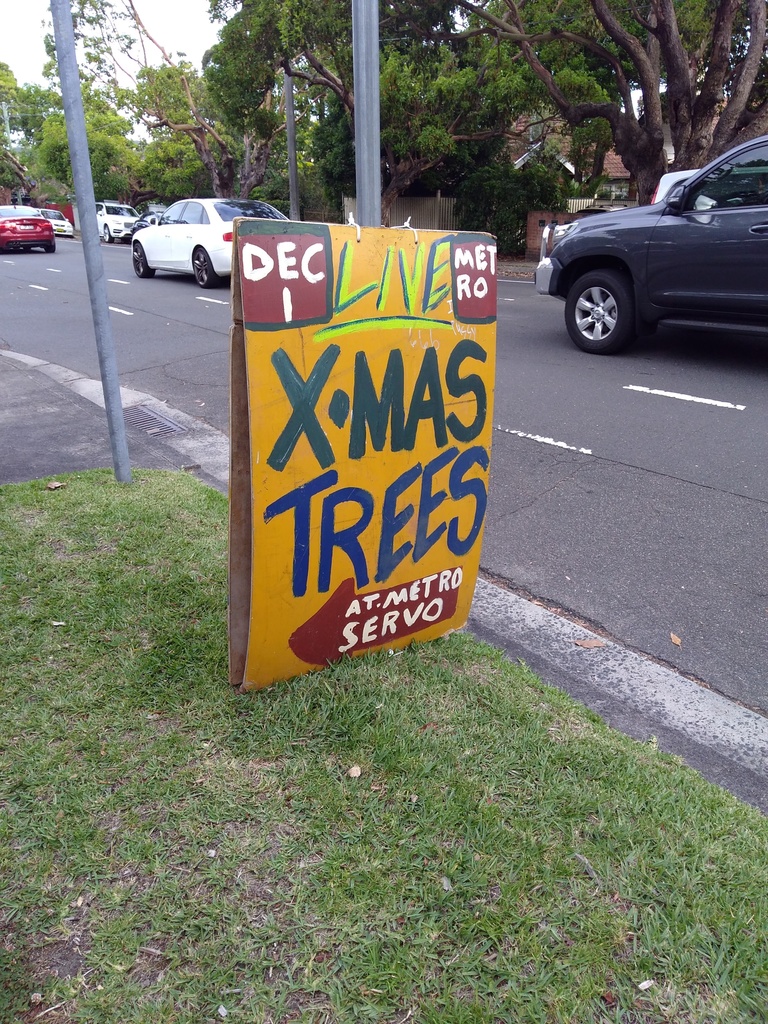 DEC
1
LIVE
MET
RO
X·MAS
TREES
AT. METRO
SERVO